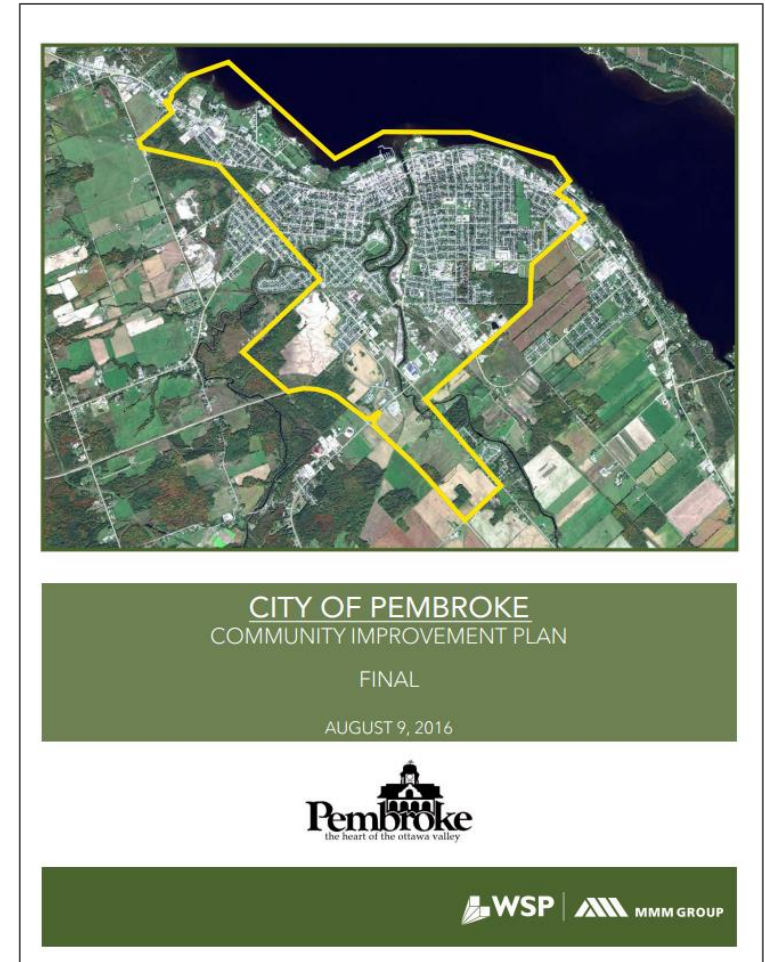 CITY OF PEMBROKE
COMMUNITY IMPROVEMENT PLAN
FINAL
AUGUST 9, 2016
Pembroke
the heart of the ottawa valley
WSP
MMM GROUP